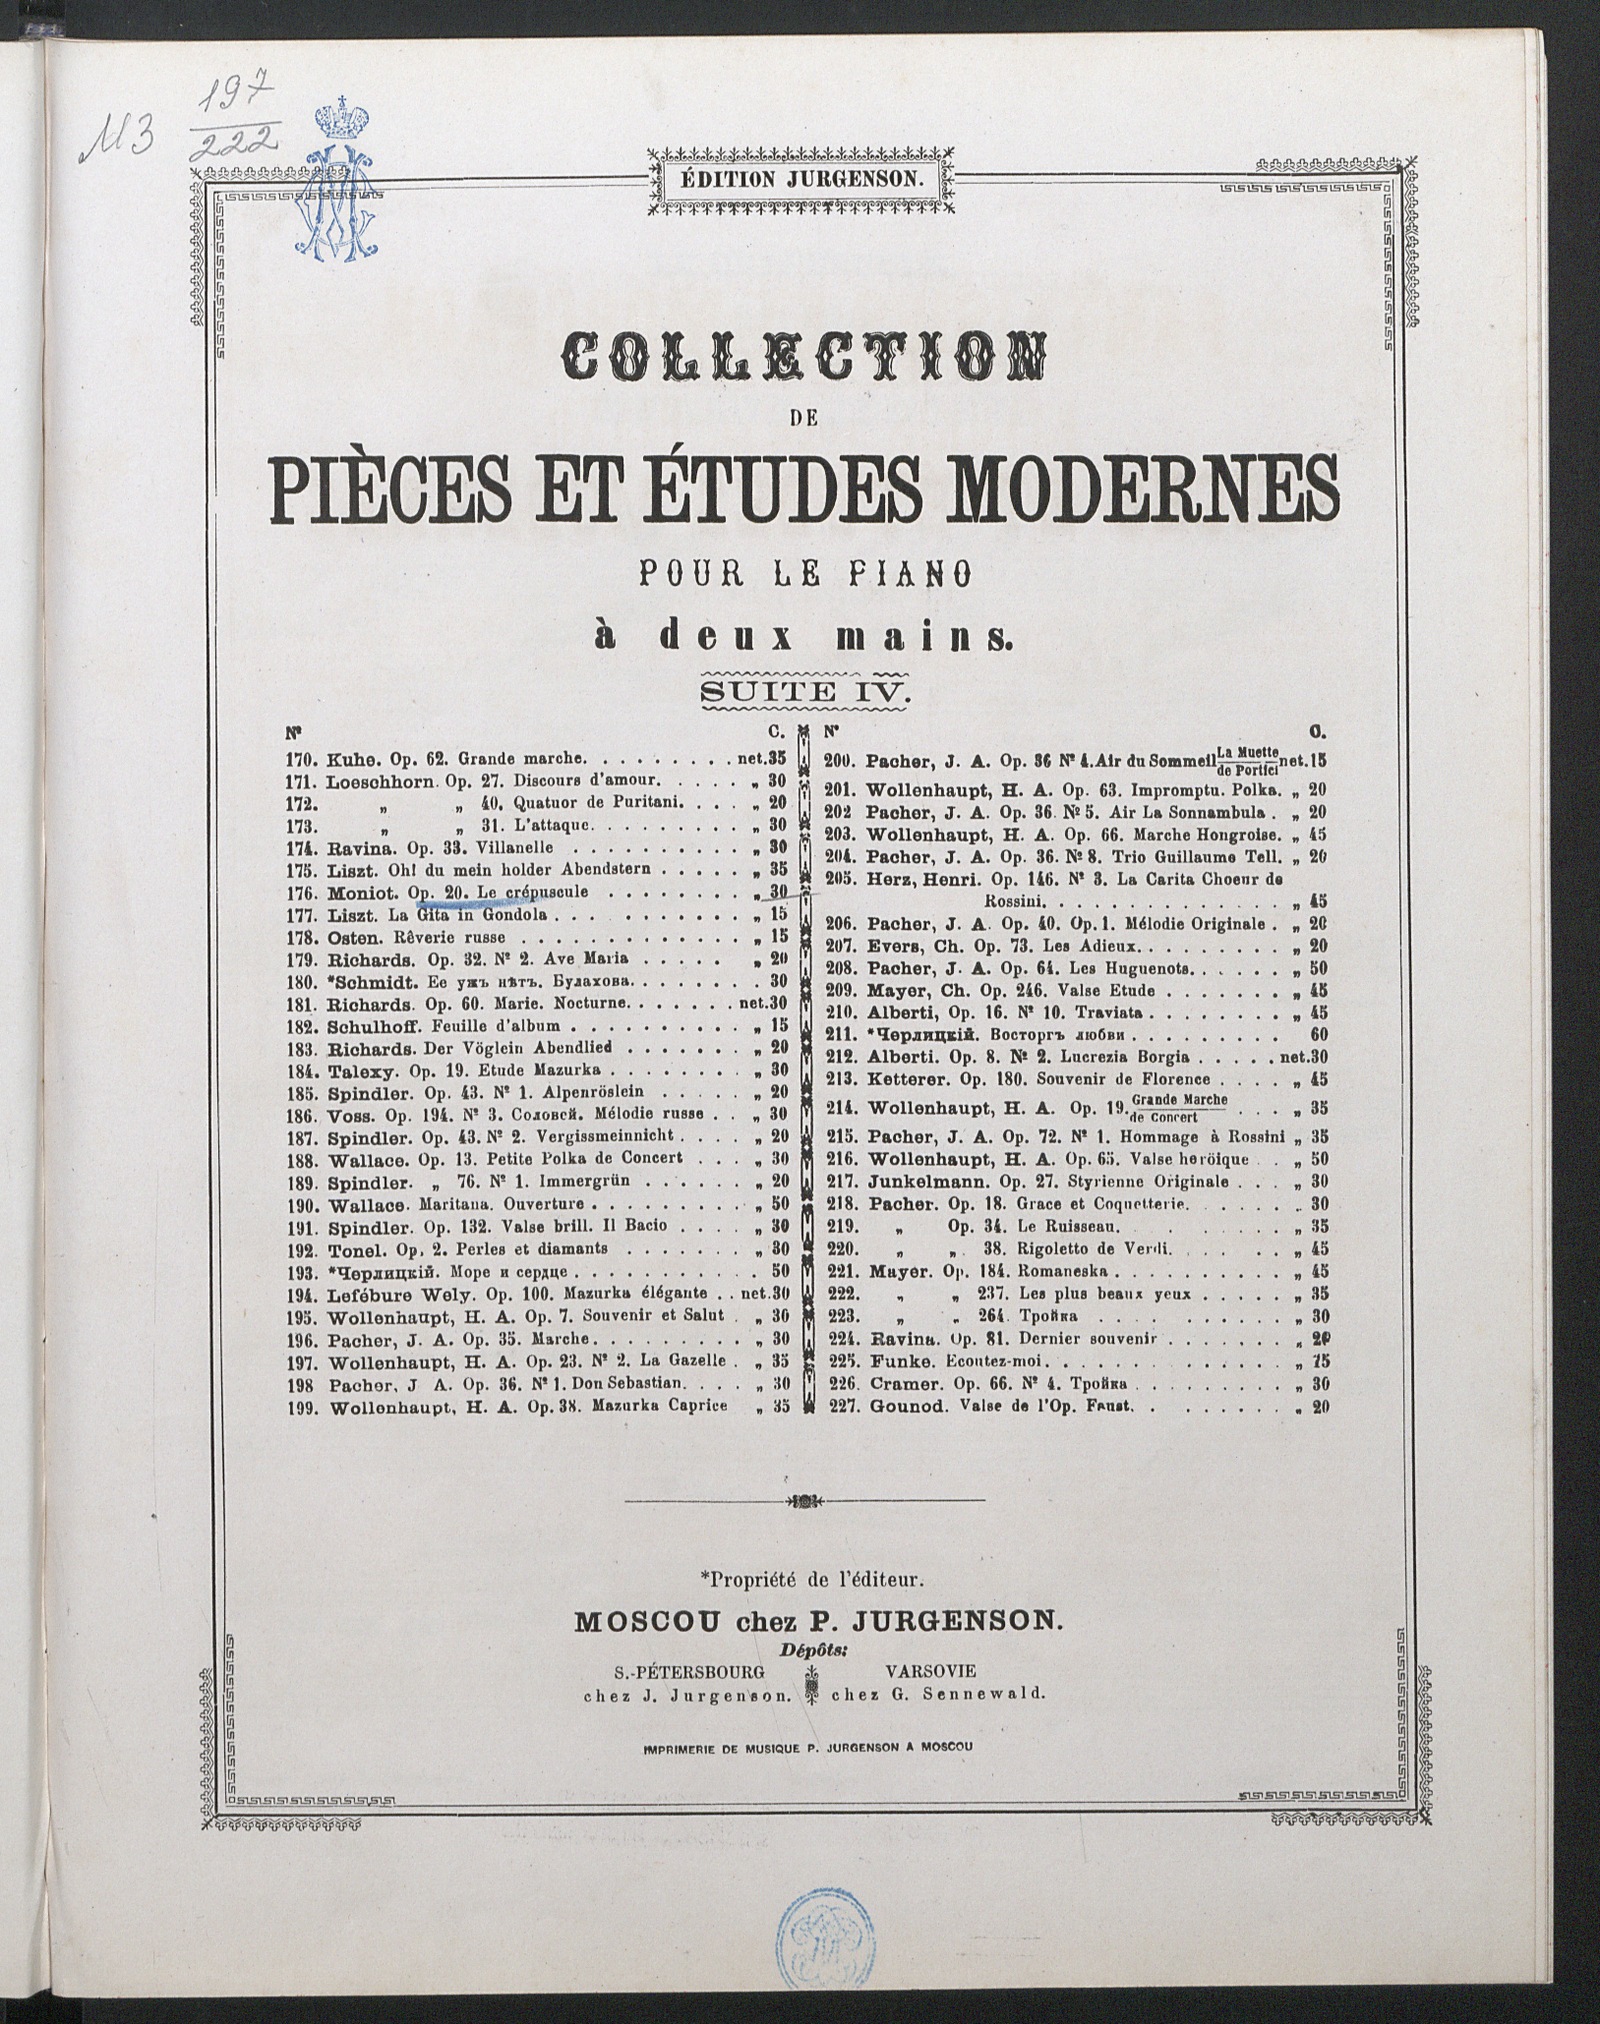 МЗ 197/222
ÉDITION JURGENSON.
COLLECTION
DE
PIÈCES ET ÉTUDES MODERNES
POUR LE PIANO
à deux mains.
SUITE IV.
Nº C.
170. Kuhe. Op. 62. Grande marche. . . . . . . . . net.35
171. Loeschhorn. Op. 27. Discours d'amour. . . . . „ 30
172. „ „ 40. Quatuor de Puritani. . . . „ 20
173. „ „ 31. L'attaque. . . . . . . . . „ 30
174. Ravina. Op. 33. Villanelle . . . . . . . . . . „ 30
175. Liszt. Oh! du mein holder Abendstern . . . . . „ 35
176. Moniot. Op. 20. Le crépuscule . . . . . . . . „ 30
177. Liszt. La Gita in Gondola . . . . . . . . . . „ 15
178. Osten. Rêverie russe . . . . . . . . . . . . . „ 15
179. Richards. Op. 32. Nº 2. Ave Maria . . . . . „ 20
180. *Schmidt. Ее ужъ нѣтъ. Булахова. . . . . . . . 30
181. Richards. Op. 60. Marie. Nocturne. . . . . . . net.30
182. Schulhoff. Feuille d'album . . . . . . . . . . „ 15
183. Richards. Der Vöglein Abendlied . . . . . . . „ 20
184. Talexy. Op. 19. Etude Mazurka . . . . . . . . „ 30
185. Spindler. Op. 43. Nº 1. Alpenröslein . . . . . „ 20
186. Voss. Op. 194. Nº 3. Соловей. Mélodie russe . . „ 30
187. Spindler. Op. 43. Nº 2. Vergissmeinnicht . . . . „ 20
188. Wallace. Op. 13. Petite Polka de Concert . . . „ 30
189. Spindler. „ 76. Nº 1. Immergrün . . . . . . „ 20
190. Wallace. Maritana. Ouverture . . . . . . . . . „ 50
191. Spindler. Op. 132. Valse brill. Il Bacio . . . . „ 30
192. Tonel. Op. 2. Perles et diamants . . . . . . . „ 30
193. *Черлицкій. Море и сердце . . . . . . . . . . . 50
194. Lefébure Wely. Op. 100. Mazurka élégante . . net.30
195. Wollenhaupt, H. A. Op. 7. Souvenir et Salut . „ 30
196. Pacher, J. A. Op. 35. Marche. . . . . . . . . „ 30
197. Wollenhaupt, H. A. Op. 23. Nº 2. La Gazelle . „ 35
198 Pacher, J A. Op. 36. Nº 1. Don Sebastian. . . . „ 30
199. Wollenhaupt, H. A. Op. 38. Mazurka Caprice „ 35
Nº C.
200. Pacher, J. A. Op. 36 Nº 4. Air du Sommeil La Muette de Portici net.15
201. Wollenhaupt, H. A. Op. 63. Impromptu. Polka. „ 20
202 Pacher, J. A. Op. 36. Nº 5. Air La Sonnambula . „ 20
203. Wollenhaupt, H. A. Op. 66. Marche Hongroise. „ 45
204. Pacher, J. A. Op. 36. Nº 8. Trio Guillaume Tell. „ 20
205. Herz, Henri. Op. 146. Nº 3. La Carita Choeur de
Rossini. . . . . . . . . . . . . . „ 45
206. Pacher, J. A. Op. 40. Op. 1. Mélodie Originale . „ 20
207. Evers, Ch. Op. 73. Les Adieux. . . . . . . . . „ 20
208. Pacher, J. A. Op. 64. Les Huguenots. . . . . . „ 50
209. Mayer, Ch. Op. 246. Valse Etude . . . . . . . „ 45
210. Alberti, Op. 16. Nº 10. Traviata . . . . . . . . „ 45
211. *Черлицкій. Восторгъ любви . . . . . . . . . 60
212. Alberti. Op. 8. Nº 2. Lucrezia Borgia . . . . . net.30
213. Ketterer. Op. 180. Souvenir de Florence . . . . „ 45
214. Wollenhaupt, H. A. Op. 19. Grande Marche de Concert . . . „ 35
215. Pacher, J. A. Op. 72. Nº 1. Hommage à Rossini „ 35
216. Wollenhaupt, H. A. Op. 65. Valse heröique . . „ 50
217. Junkelmann. Op. 27. Styrienne Originale . . . „ 30
218. Pacher. Op. 18. Grace et Coquetterie. . . . . . . 30
219. „ Op. 34. Le Ruisseau. . . . . . . . „ 35
220. „ „ 38. Rigoletto de Verdi. . . . . „ 45
221. Mayer. Op. 184. Romaneska . . . . . . . . . . „ 45
222. „ „ 237. Les plus beaux yeux . . . . . „ 35
223. „ „ 264. Тройка . . . . . . . . . . „ 30
224. Ravina. Op. 81. Dernier souvenir . . . . . . . „ 20
225. Funke. Ecoutez-moi. . . . . . . . . . . . . . „ 15
226. Cramer. Op. 66. Nº 4. Тройка . . . . . . . . . „ 30
227. Gounod. Valse de l'Op. Faust. . . . . . . . „ 20
*Propriété de l'éditeur.
MOSCOU chez P. JURGENSON.
Dépôts:
S.-PÉTERSBOURG VARSOVIE
chez J. Jurgenson. chez G. Sennewald.
IMPRIMERIE DE MUSIQUE P. JURGENSON A MOSCOU